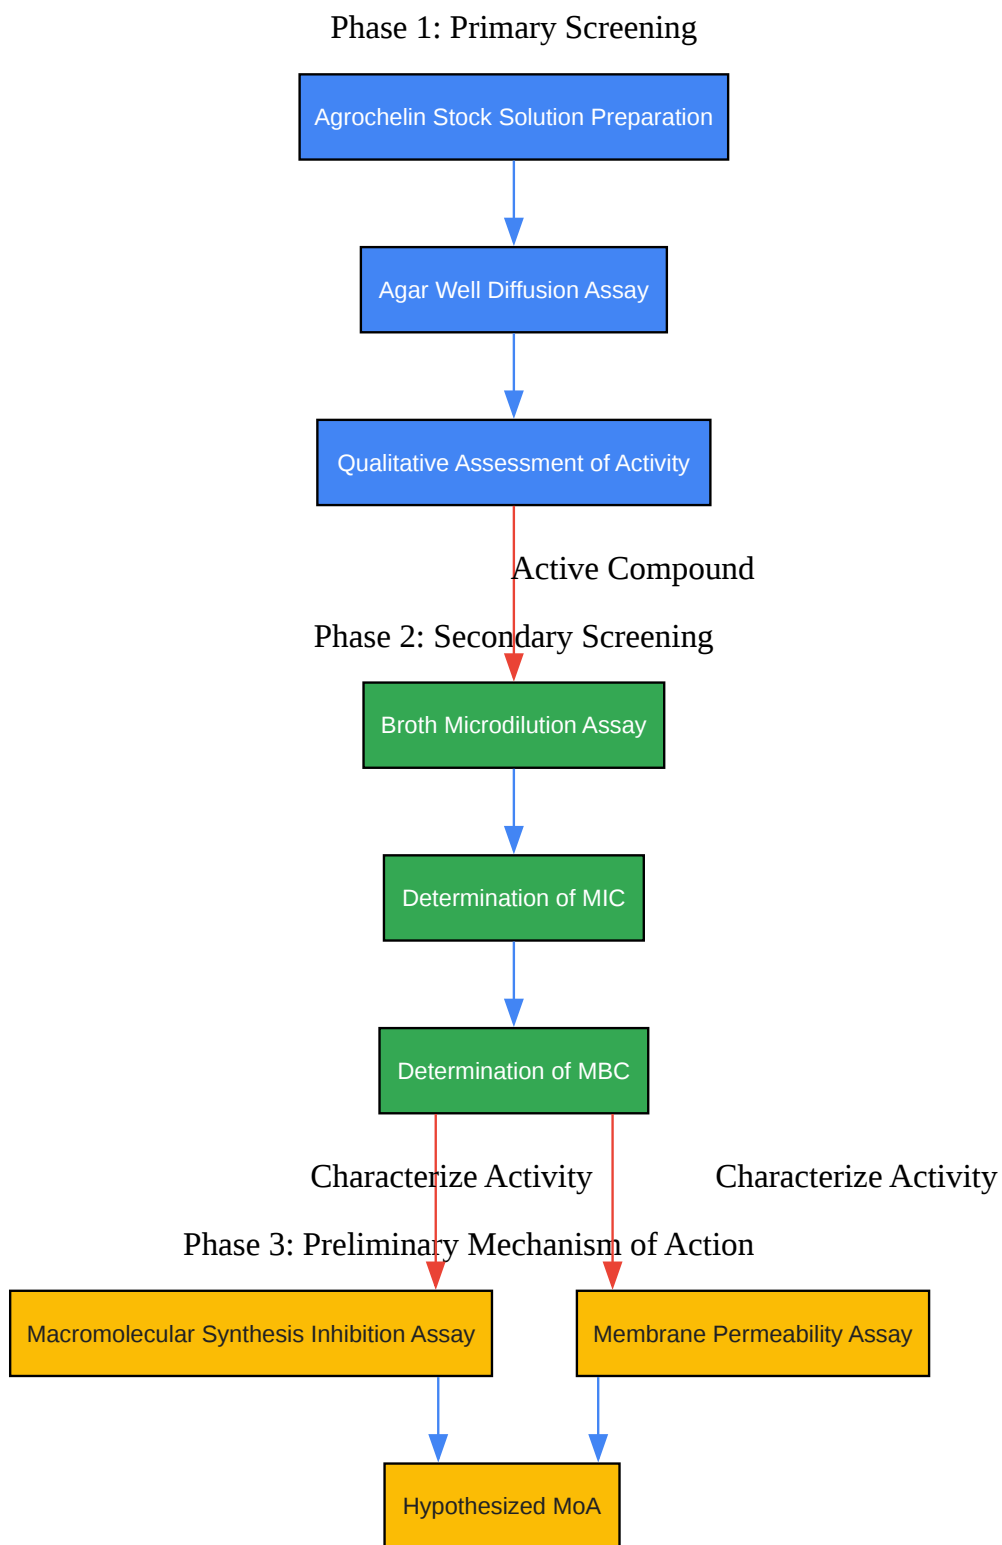 Phase 1: Primary Screening
Agrochelin Stock Solution Preparation
Agar Well Diffusion Assay
Qualitative Assessment of Activity
Active Compound
Phase 2: Secondary Screening
Broth Microdilution Assay
Determination of MIC
Determination of MBC
Characterize Activity
Characterize Activity
Phase 3: Preliminary Mechanism of Action
Macromolecular Synthesis Inhibition Assay
Membrane Permeability Assay
Hypothesized MoA